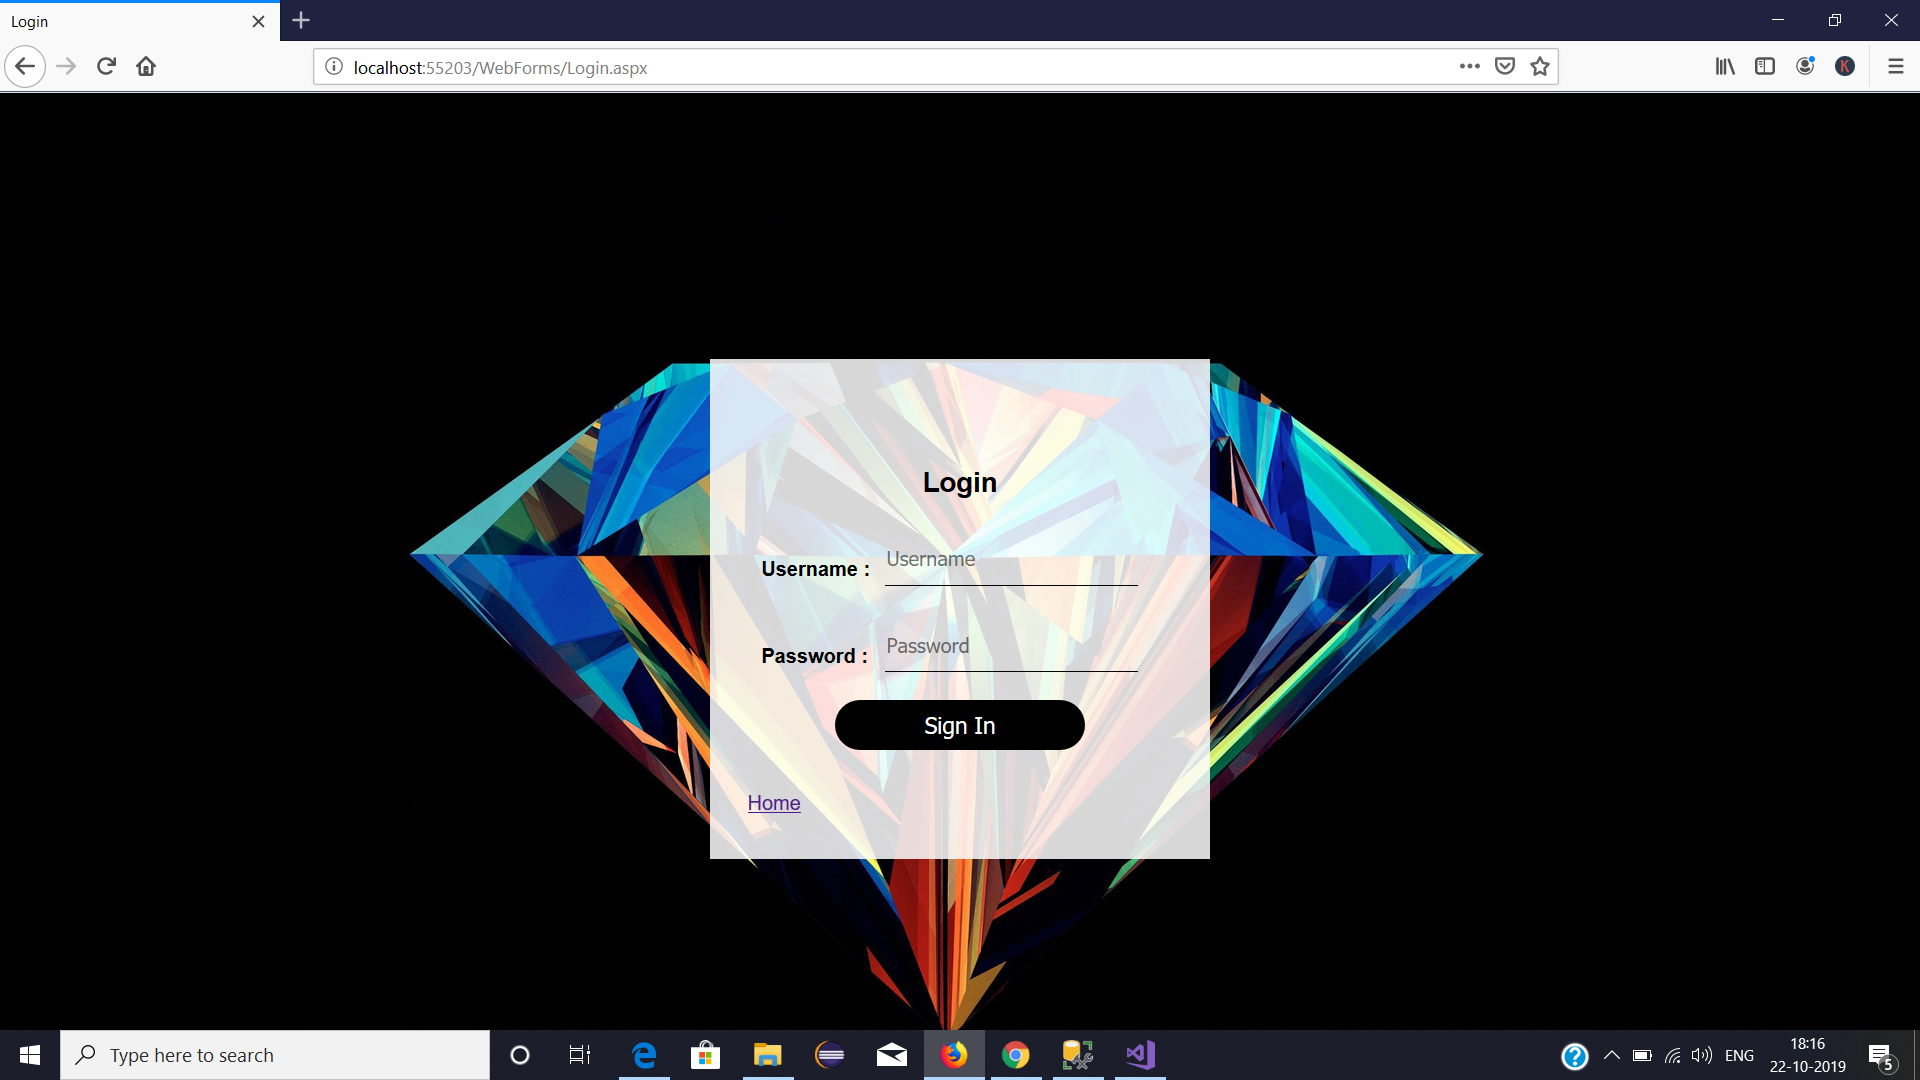 Login
localhost:55203/WebForms/Login.aspx
K
Login
Username : Username
Password : Password
Sign In
Home
Type here to search
ENG
18:16
22-10-2019
5